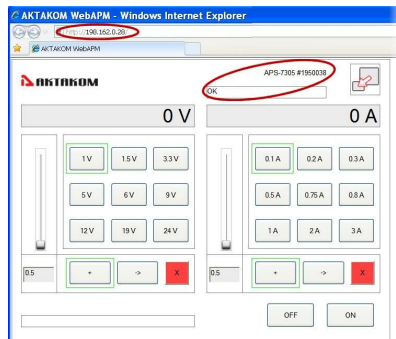 AKTAKOM WebAPM - Windows Internet Explorer
http://198.162.0.28/
AKTAKOM WebAPM
AKTAKOM
APS-7305 #1950038
OK
0 V
0 A
1 V 1.5 V 3.3 V
0.1 A 0.2 A 0.3 A
5 V 6 V 9 V
0.5 A 0.75 A 0.8 A
12 V 19 V 24 V
1 A 2 A 3 A
0.5 + -> X
0.5 + -> X
OFF ON